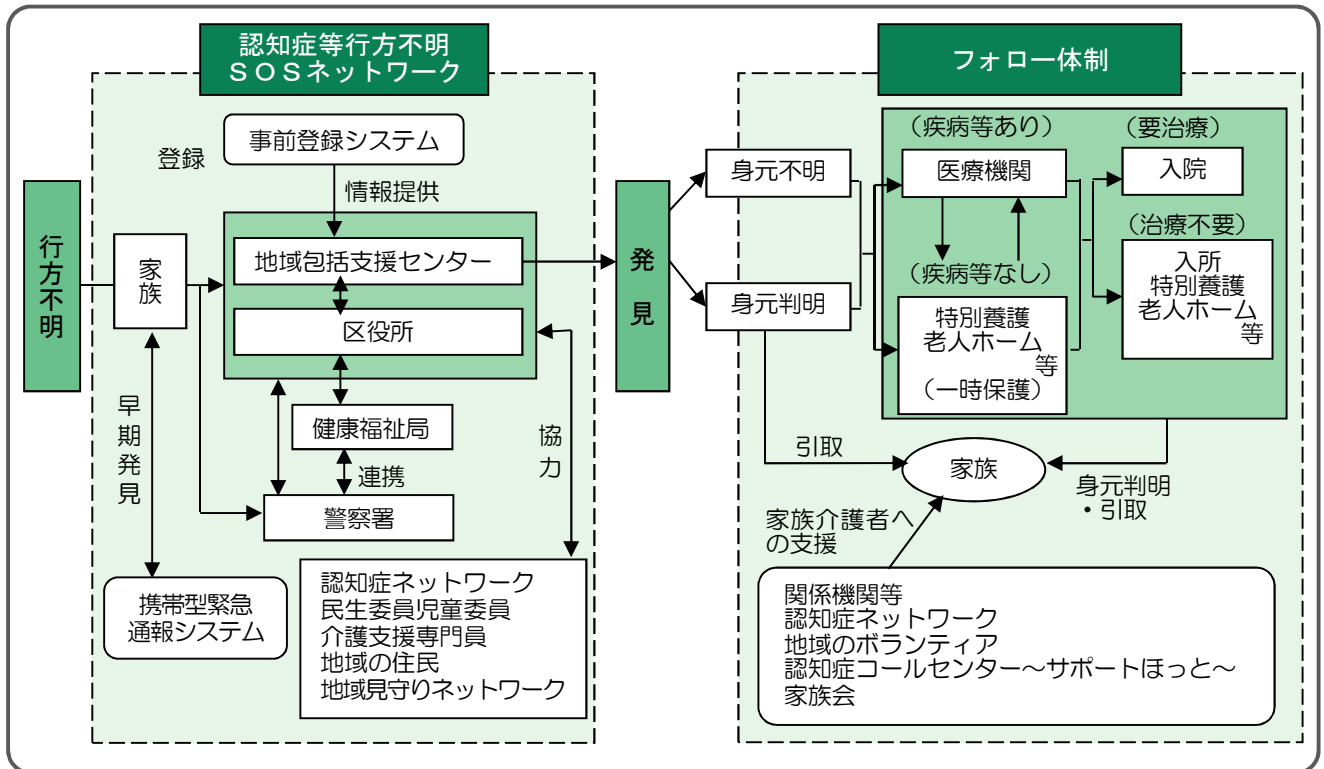 認知症等行方不明
ＳＯＳネットワーク
登録
事前登録システム
情報提供
行方不明
家族
地域包括支援センター
区役所
早期発見
健康福祉局
連携
警察署
協力
携帯型緊急
通報システム
認知症ネットワーク
民生委員児童委員
介護支援専門員
地域の住民
地域見守りネットワーク
発見
フォロー体制
身元不明
身元判明
（疾病等あり）
医療機関
（疾病等なし）
特別養護
老人ホーム
等
（一時保護）
（要治療）
入院
（治療不要）
入所
特別養護
老人ホーム
等
引取
家族
身元判明
・引取
家族介護者へ
の支援
関係機関等
認知症ネットワーク
地域のボランティア
認知症コールセンター～サポートほっと～
家族会